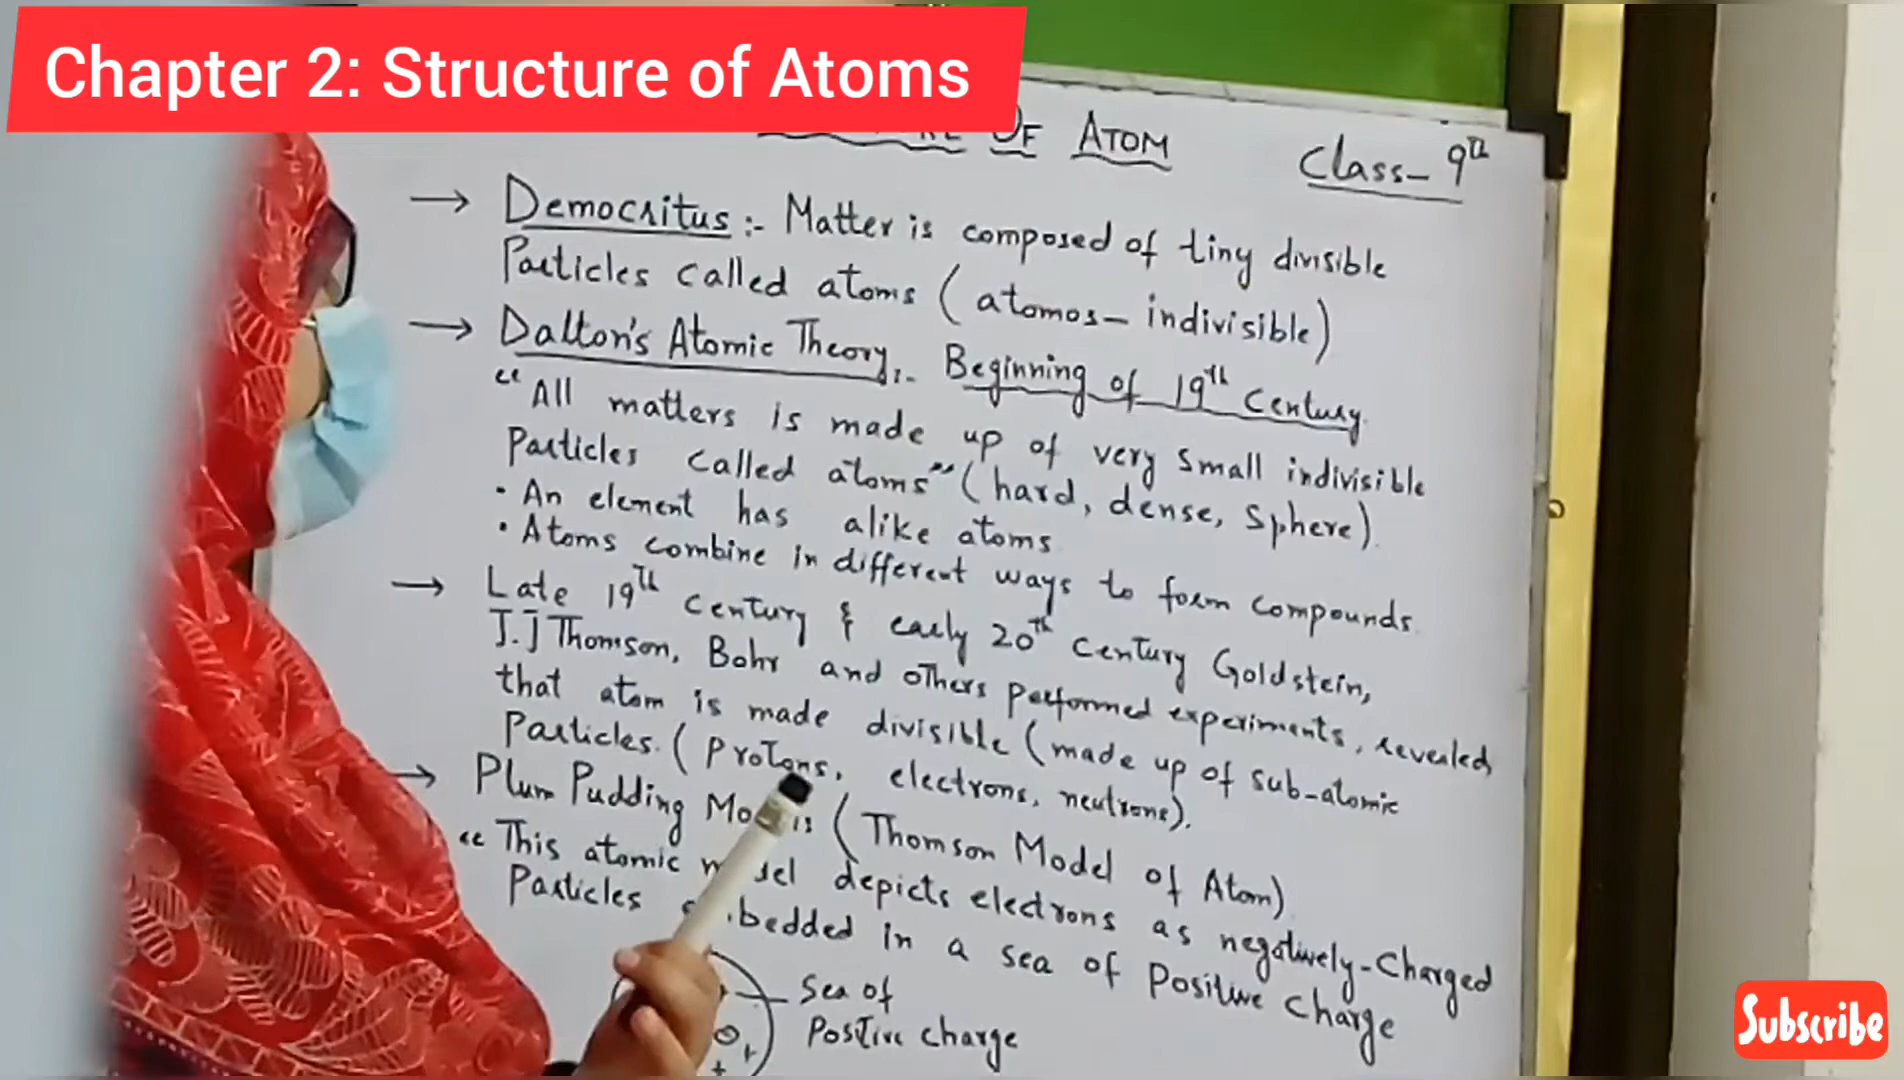 Chapter 2: Structure of Atoms
OF ATOM
Class- 9th
→ Democritus :- Matter is composed of tiny divisible
Particles called atoms (atomos- indivisible)
→ Dalton's Atomic Theory:- Beginning of 19th Century
"All matters is made up of very small indivisible
Particles called atoms" (hard, dense, Sphere).
• An element has alike atoms
• Atoms combine in different ways to form compounds.
→ Late 19th century & early 20th century Goldstein,
J.J Thomson, Bohr and others performed experiments, revealed
that atom is made divisible (made up of sub-atomic
Particles. (Protons, electrons, neutrons).
→ Plum Pudding (Thomson Model of Atom)
"This atomic depicts electrons as negatively-Charged
Particles in a sea of Positive Charge
Sea of
Positive charge
Subscribe